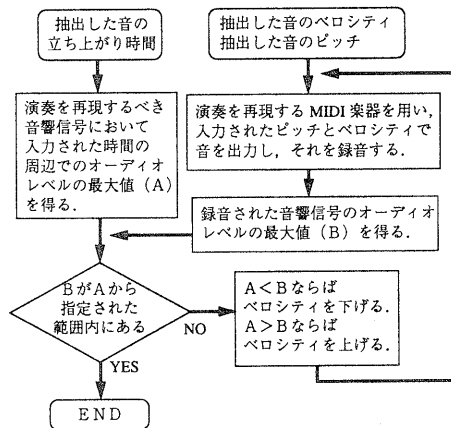 抽出した音の
立ち上がり時間
抽出した音のベロシティ
抽出した音のピッチ
演奏を再現するべき
音響信号において
入力された時間の
周辺でのオーディオ
レベルの最大値（A）
を得る．
演奏を再現する MIDI 楽器を用い，
入力されたピッチとベロシティで
音を出力し，それを録音する．
録音された音響信号のオーディオ
レベルの最大値（B）を得る．
BがAから
指定された
範囲内にある
NO
YES
A＜Bならば
ベロシティを下げる．
A＞Bならば
ベロシティを上げる．
END